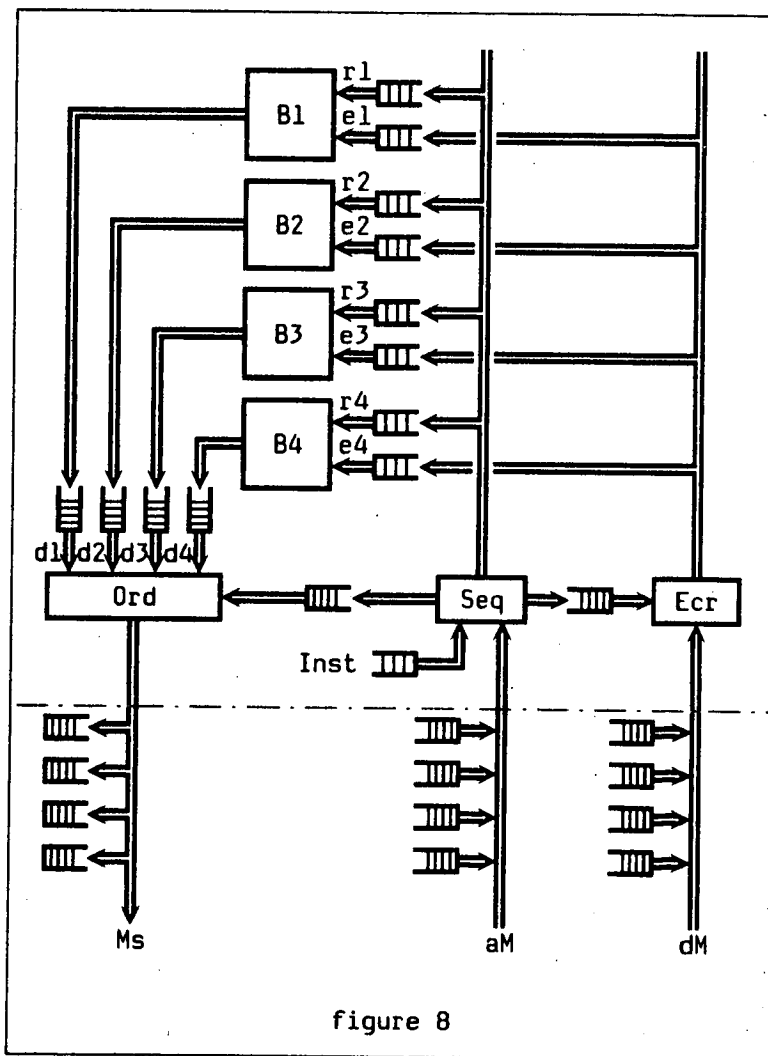 r1
B1
e1
r2
B2
e2
r3
B3
e3
r4
B4
e4
d1 d2 d3 d4
Ord
Seq
Ecr
Inst
Ms
aM
dM
figure 8